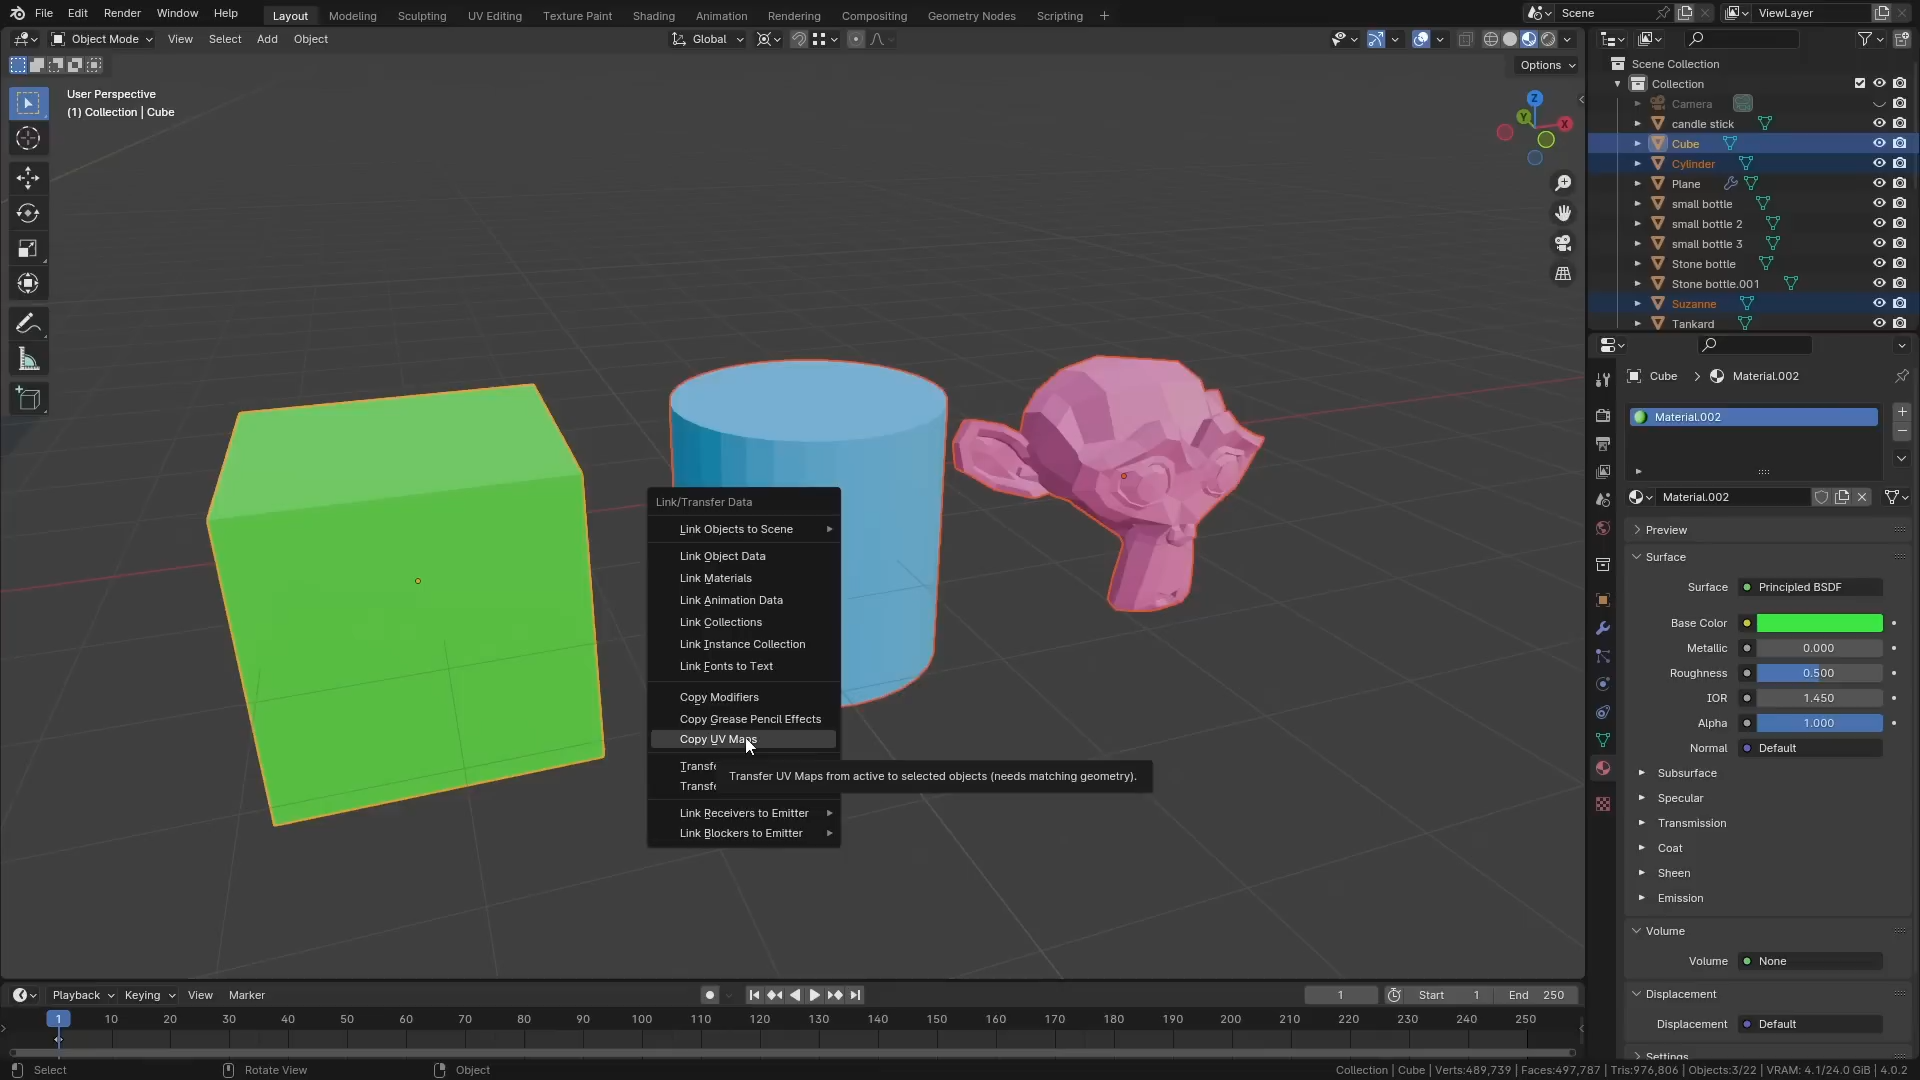 File Edit Render Window Help
Layout Modeling Sculpting UV Editing Texture Paint Shading Animation Rendering Compositing Geometry Nodes Scripting +
Scene
ViewLayer
Object Mode View Select Add Object
Global
Options
User Perspective
(1) Collection | Cube
Z
Y
X
Link/Transfer Data
Link Objects to Scene
Link Object Data
Link Materials
Link Animation Data
Link Collections
Link Instance Collection
Link Fonts to Text
Copy Modifiers
Copy Grease Pencil Effects
Copy UV Maps
Transfe
Transfe
Transfer UV Maps from active to selected objects (needs matching geometry).
Link Receivers to Emitter
Link Blockers to Emitter
Scene Collection
Collection
Camera
candle stick
Cube
Cylinder
Plane
small bottle
small bottle 2
small bottle 3
Stone bottle
Stone bottle.001
Suzanne
Tankard
Cube > Material.002
Material.002
Material.002
Preview
Surface
Surface Principled BSDF
Base Color
Metallic 0.000
Roughness 0.500
IOR 1.450
Alpha 1.000
Normal Default
Subsurface
Specular
Transmission
Coat
Sheen
Emission
Volume
Volume None
Displacement
Displacement Default
Settings
Playback Keying View Marker
1 Start 1 End 250
1 10 20 30 40 50 60 70 80 90 100 110 120 130 140 150 160 170 180 190 200 210 220 230 240 250
Select Rotate View Object
Collection | Cube | Verts:489,739 | Faces:497,787 | Tris:976,806 | Objects:3/22 | VRAM: 4.1/24.0 GiB | 4.0.2